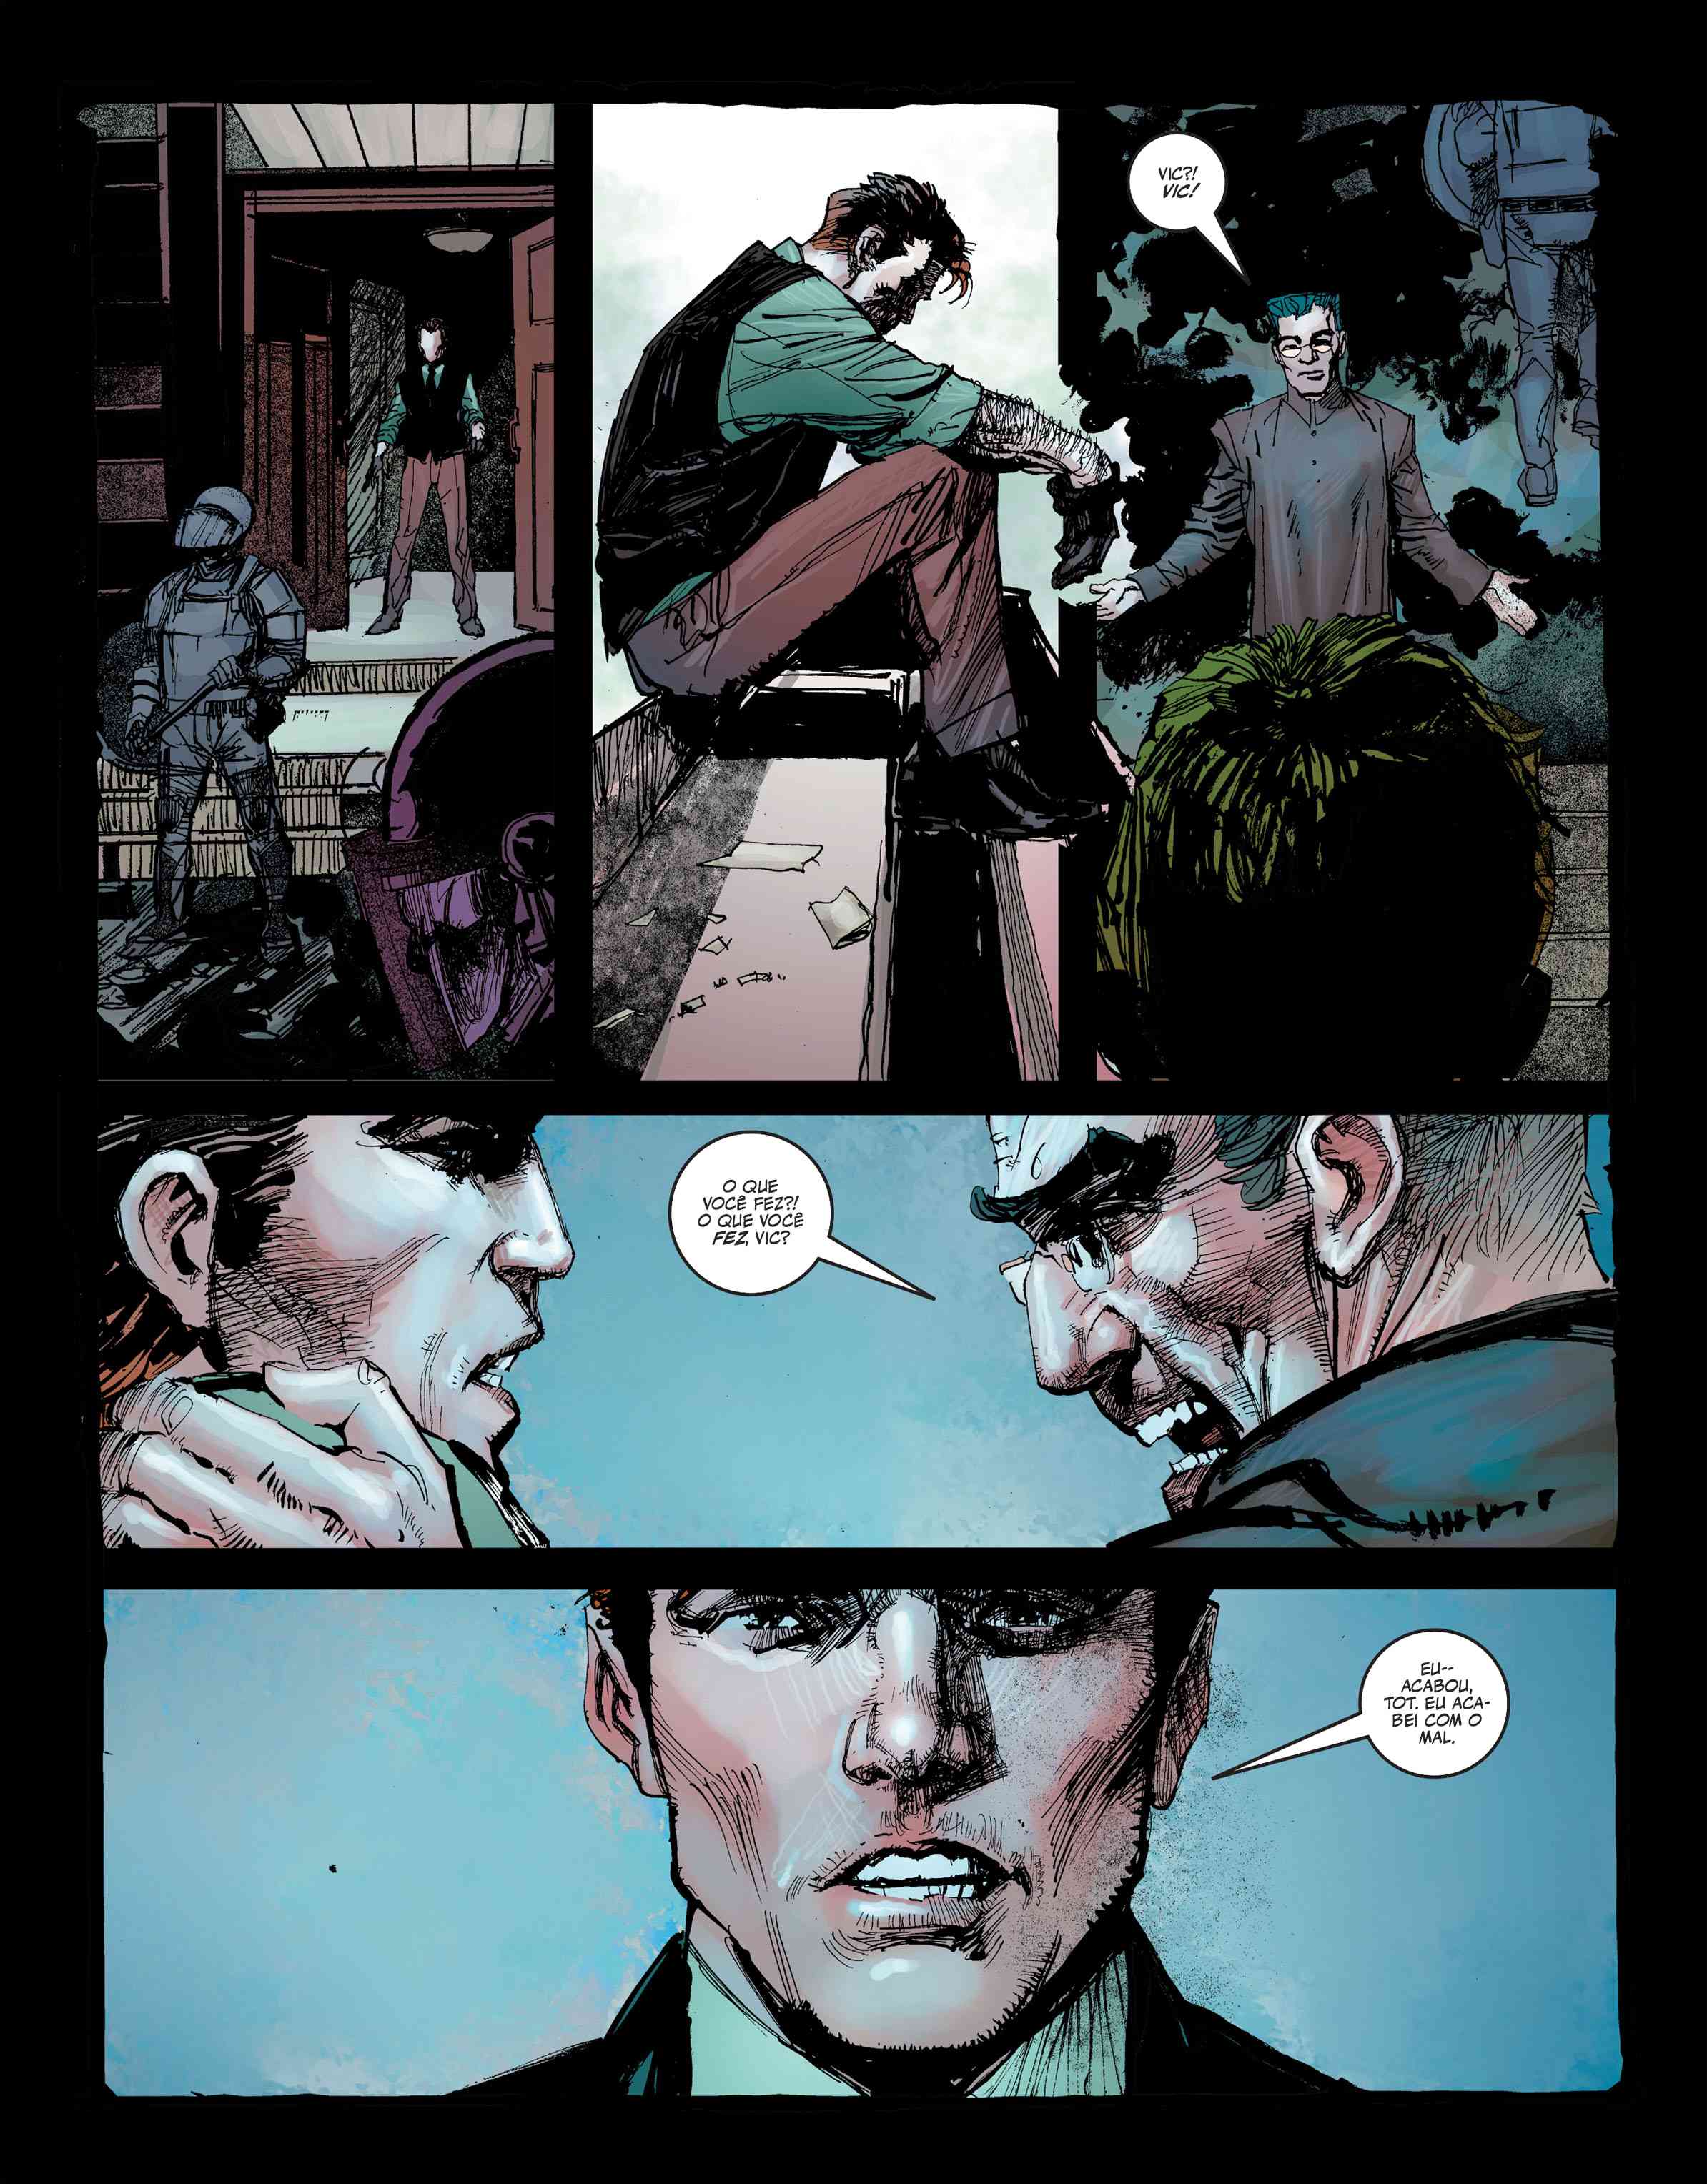 VIC?!
VIC!
O QUE
VOCÊ FEZ?!
O QUE VOCÊ
FEZ, VIC?
EU--
ACABOU,
TOT. EU ACA-
BEI COM O
MAL.